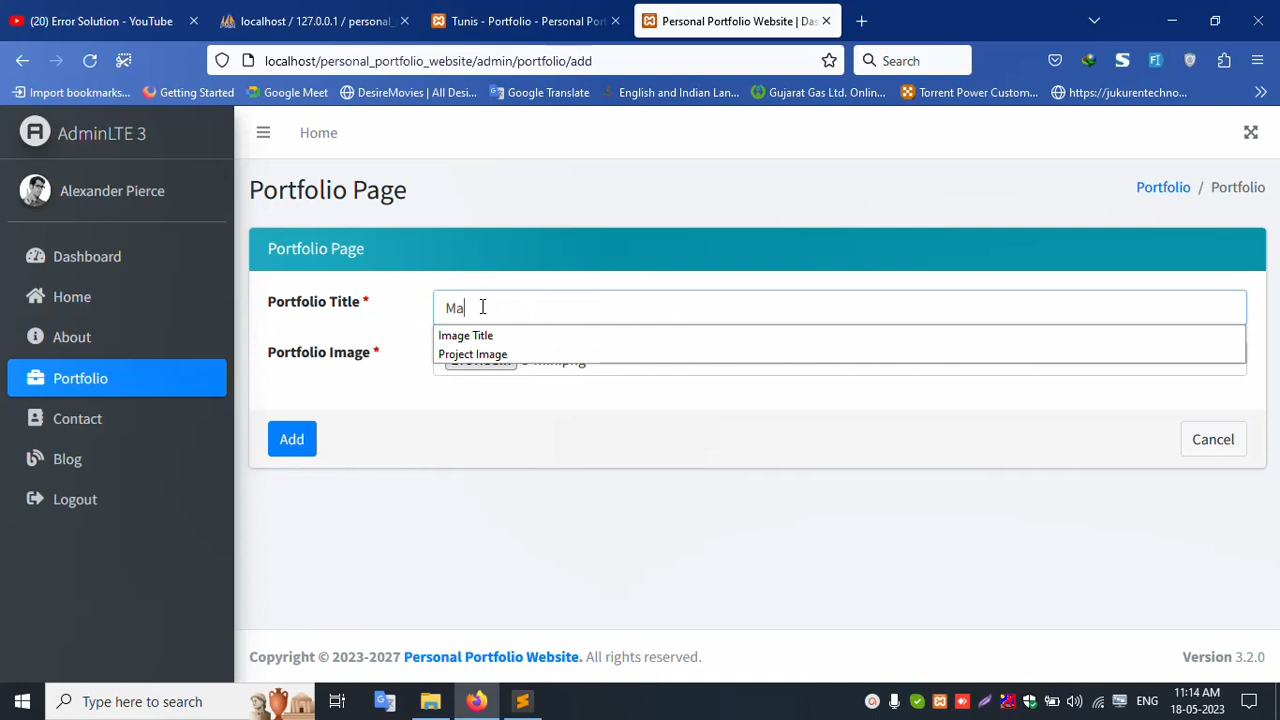 (20) Error Solution - YouTube
localhost / 127.0.0.1 / personal_
Tunis - Portfolio - Personal Port
Personal Portfolio Website | Das
localhost/personal_portfolio_website/admin/portfolio/add
Search
Import bookmarks...
Getting Started
Google Meet
DesireMovies | All Desi...
Google Translate
English and Indian Lan...
Gujarat Gas Ltd. Onlin...
Torrent Power Custom...
https://jukurentechno...
AdminLTE 3
Home
Alexander Pierce
Portfolio Page
Portfolio / Portfolio
Dashboard
Home
About
Portfolio
Contact
Blog
Logout
Portfolio Page
Portfolio Title *
Ma
Image Title
Project Image
Portfolio Image *
Add
Cancel
Copyright © 2023-2027 Personal Portfolio Website. All rights reserved.
Version 3.2.0
Type here to search
ENG
11:14 AM
18-05-2023